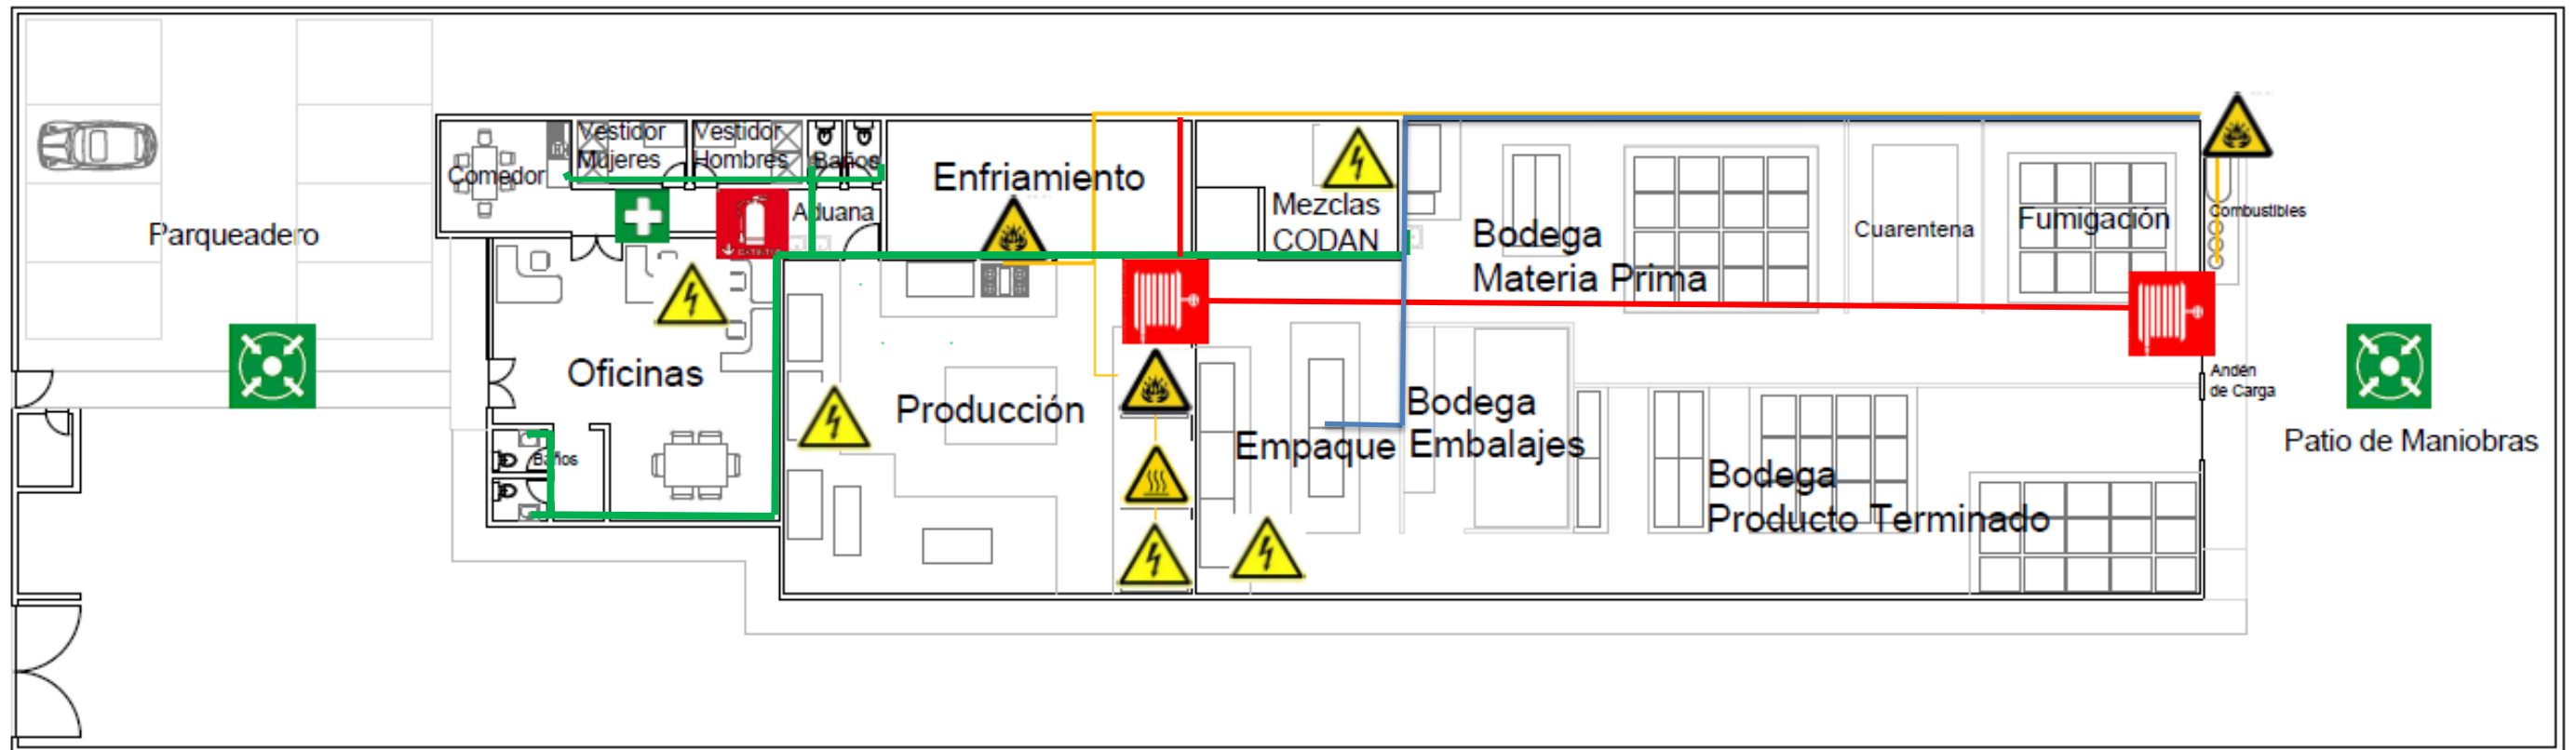 Vestidor
Mujeres
Vestidor
Hombres
Baños
Comedor
Enfriamiento
Aduana
Mezclas
CODAN
Bodega
Materia Prima
Cuarentena
Fumigación
Combustibles
Parqueadero
Oficinas
Producción
Baños
Empaque
Bodega
Embalajes
Bodega
Producto Terminado
Andén
de Carga
Patio de Maniobras